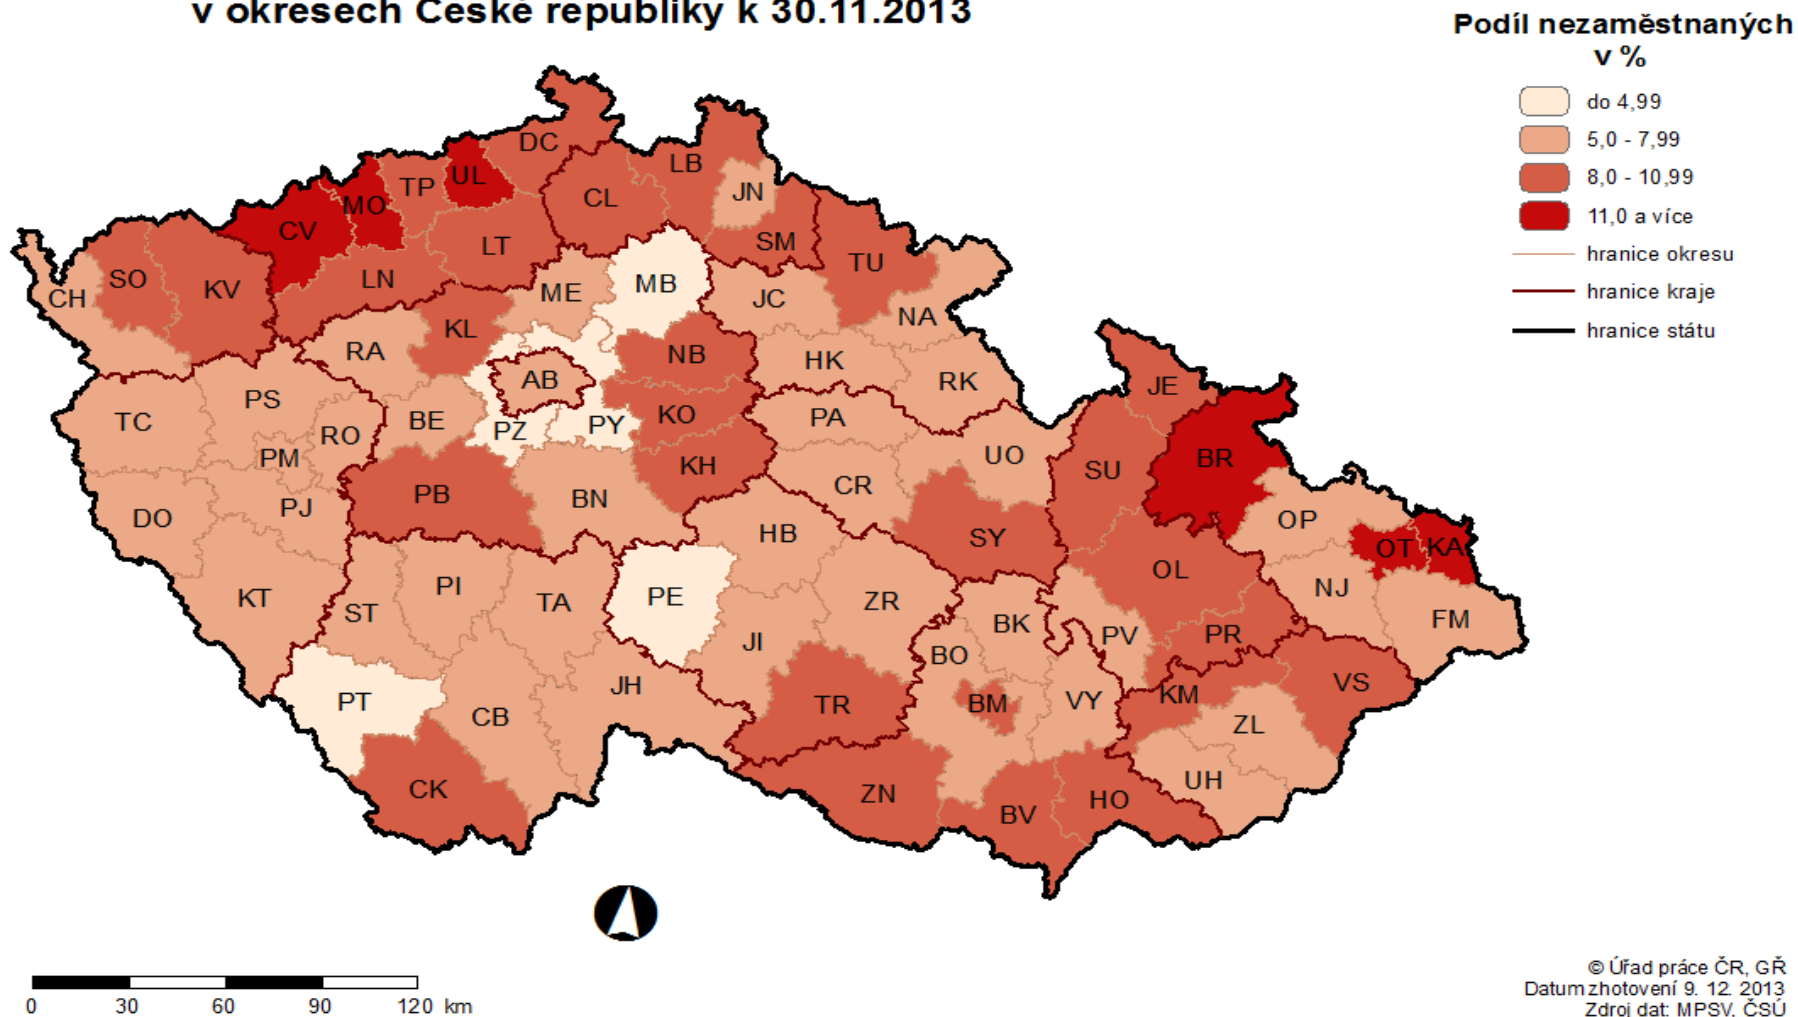 v okresech České republiky k 30.11.2013
Podíl nezaměstnaných
v %
do 4,99
5,0 - 7,99
8,0 - 10,99
11,0 a více
hranice okresu
hranice kraje
hranice státu
DC
LB
UL
TP
JN
CL
MO
CV
SM
LT
TU
SO
LN
KV
ME
MB
CH
JC
NA
KL
RA
NB
HK
AB
RK
JE
PS
TC
BE
KO
PA
RO
PZ
PY
UO
PM
BR
KH
SU
CR
PB
BN
PJ
DO
OP
HB
SY
OT
KA
OL
PI
NJ
KT
PE
TA
ZR
ST
BK
FM
PV
PR
JI
BO
JH
VS
KM
PT
VY
BM
TR
CB
ZL
UH
CK
ZN
HO
BV
0 30 60 90 120 km
© Úřad práce ČR, GŘ
Datum zhotovení 9. 12. 2013
Zdroj dat: MPSV, ČSÚ